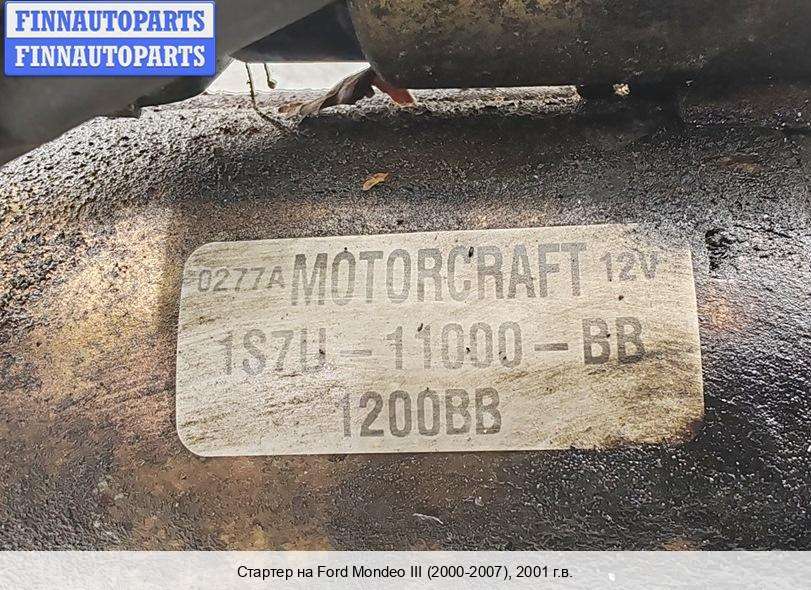 FINNAUTOPARTS
FINNAUTOPARTS
0277A MOTORCRAFT 12V
1S7U-11000-BB
1200BB
Стартер на Ford Mondeo III (2000-2007), 2001 г.в.